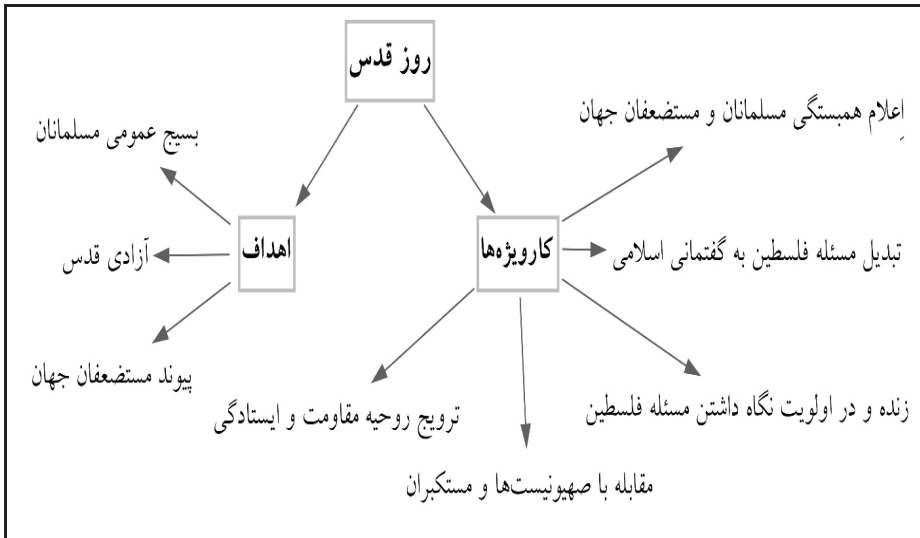 روز قدس
اعلام همبستگی مسلمانان و مستضعفان جهان
بسیج عمومی مسلمانان
کارویژه‌ها
اهداف
تبدیل مسئله فلسطین به گفتمانی اسلامی
آزادی قدس
پیوند مستضعفان جهان
زنده و در اولویت نگاه داشتن مسئله فلسطین
ترویج روحیه مقاومت و ایستادگی
مقابله با صهیونیست‌ها و مستکبران